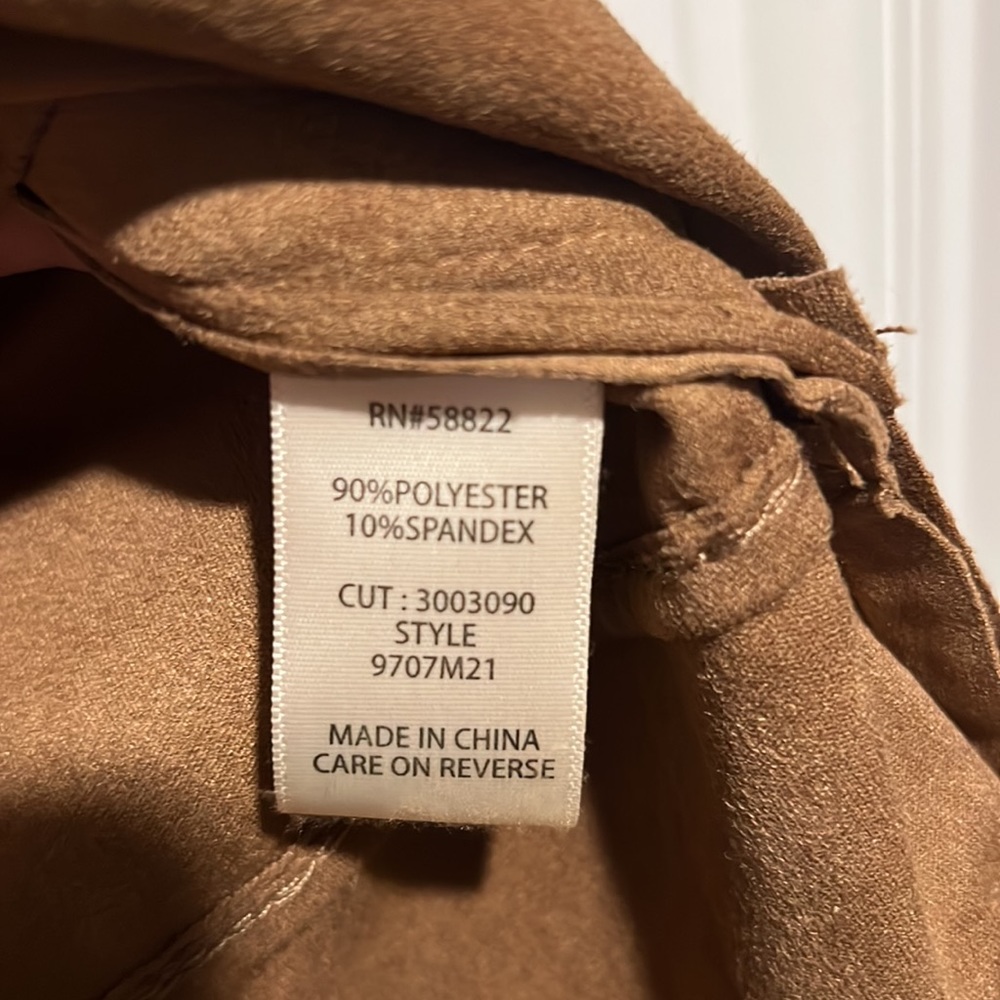 RN#58822
90%POLYESTER
10%SPANDEX
CUT : 3003090
STYLE
9707M21
MADE IN CHINA
CARE ON REVERSE